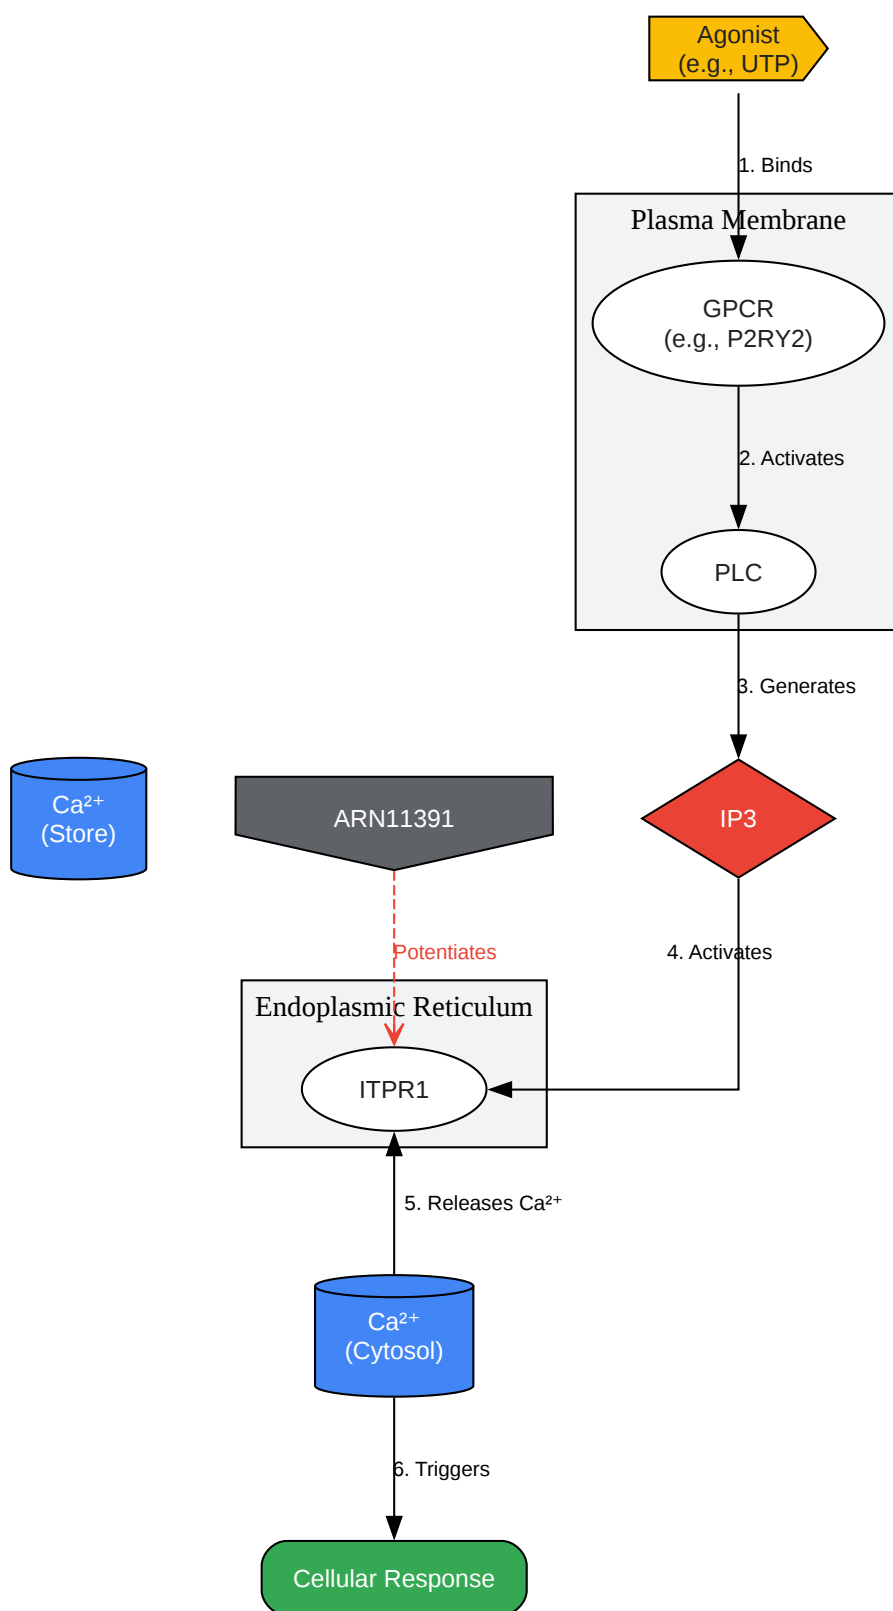 Agonist
(e.g., UTP)
1. Binds
Plasma Membrane
GPCR
(e.g., P2RY2)
2. Activates
PLC
3. Generates
Ca²⁺
(Store)
ARN11391
IP3
Potentiates
4. Activates
Endoplasmic Reticulum
ITPR1
5. Releases Ca²⁺
Ca²⁺
(Cytosol)
6. Triggers
Cellular Response